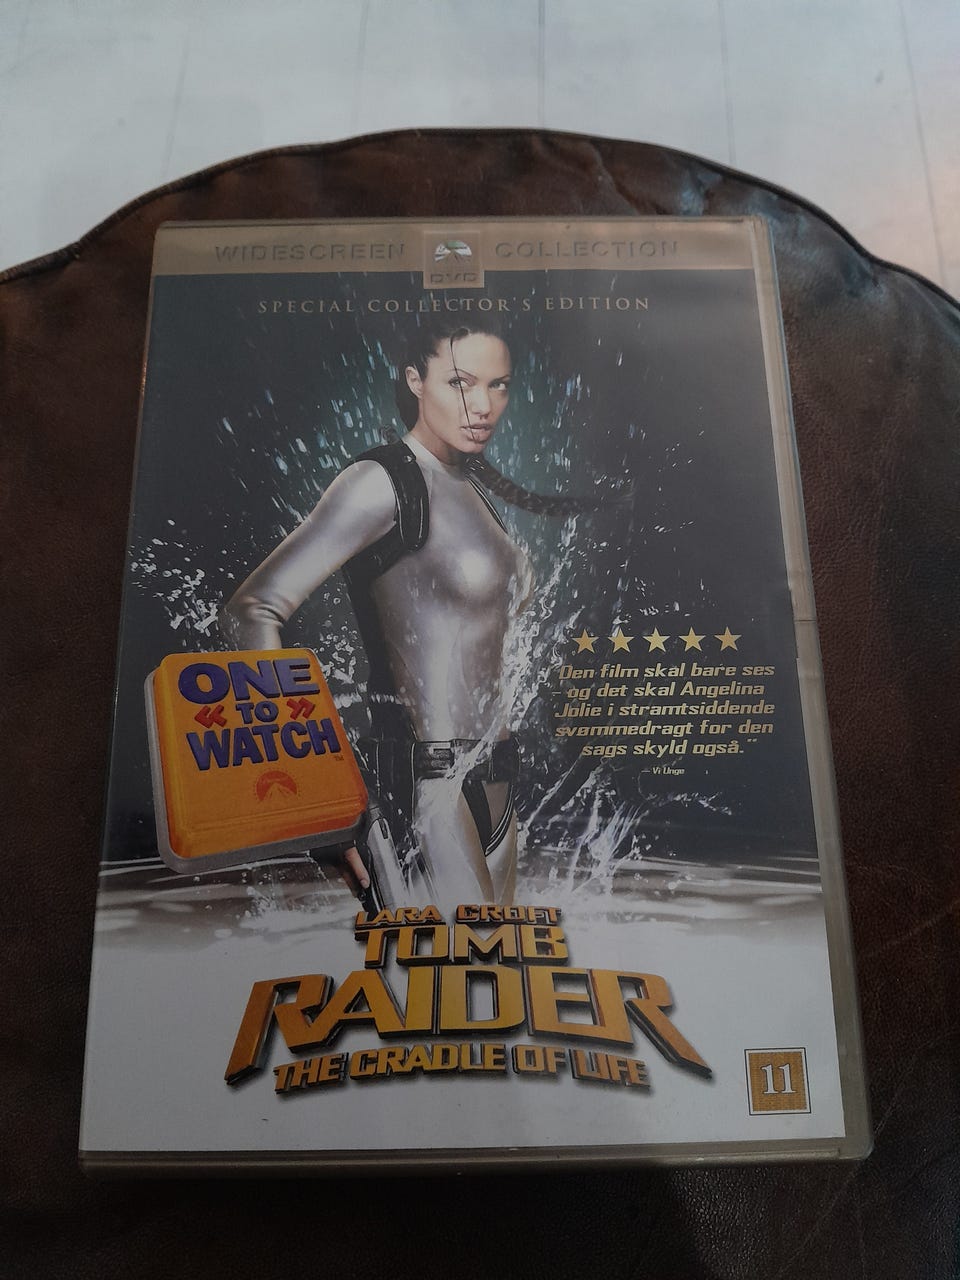 WIDESCREEN DVD COLLECTION
SPECIAL COLLECTOR'S EDITION
ONE
« TO »
WATCH™
"Den film skal bare ses
- og det skal Angelina
Jolie i stramtsiddende
svømmedragt for den
sags skyld også."
- Vi Unge
LARA CROFT
TOMB
RAIDER
THE CRADLE OF LIFE
11